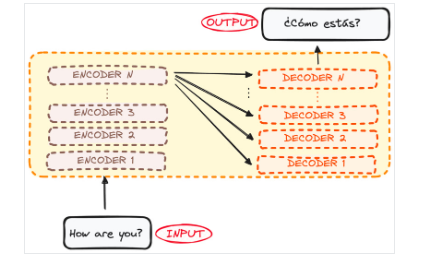 OUTPUT
¿Cómo estás?
ENCODER N
DECODER N
ENCODER 3
DECODER 3
ENCODER 2
DECODER 2
ENCODER 1
DECODER 1
How are you?
INPUT